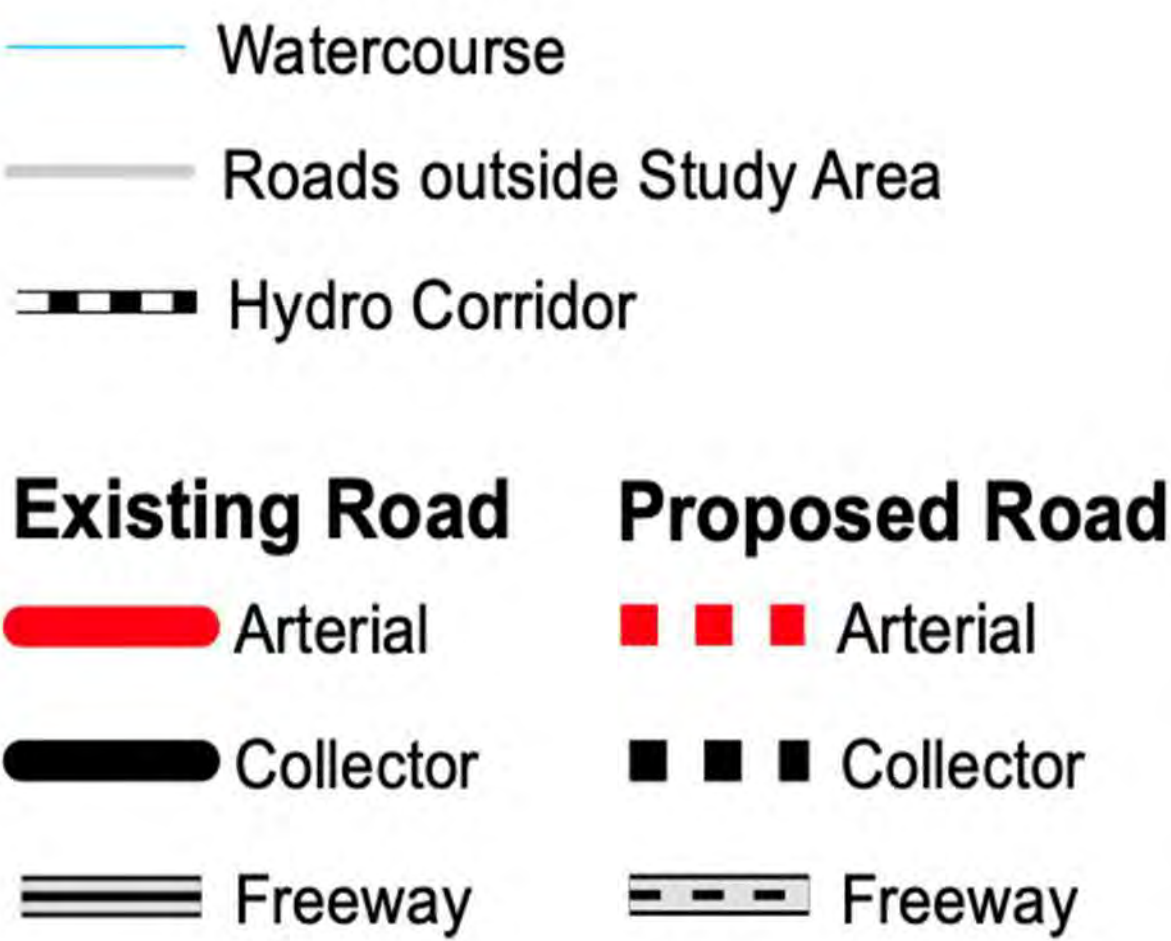 Watercourse
Roads outside Study Area
Hydro Corridor
Existing Road
Arterial
Collector
Freeway
Proposed Road
Arterial
Collector
Freeway